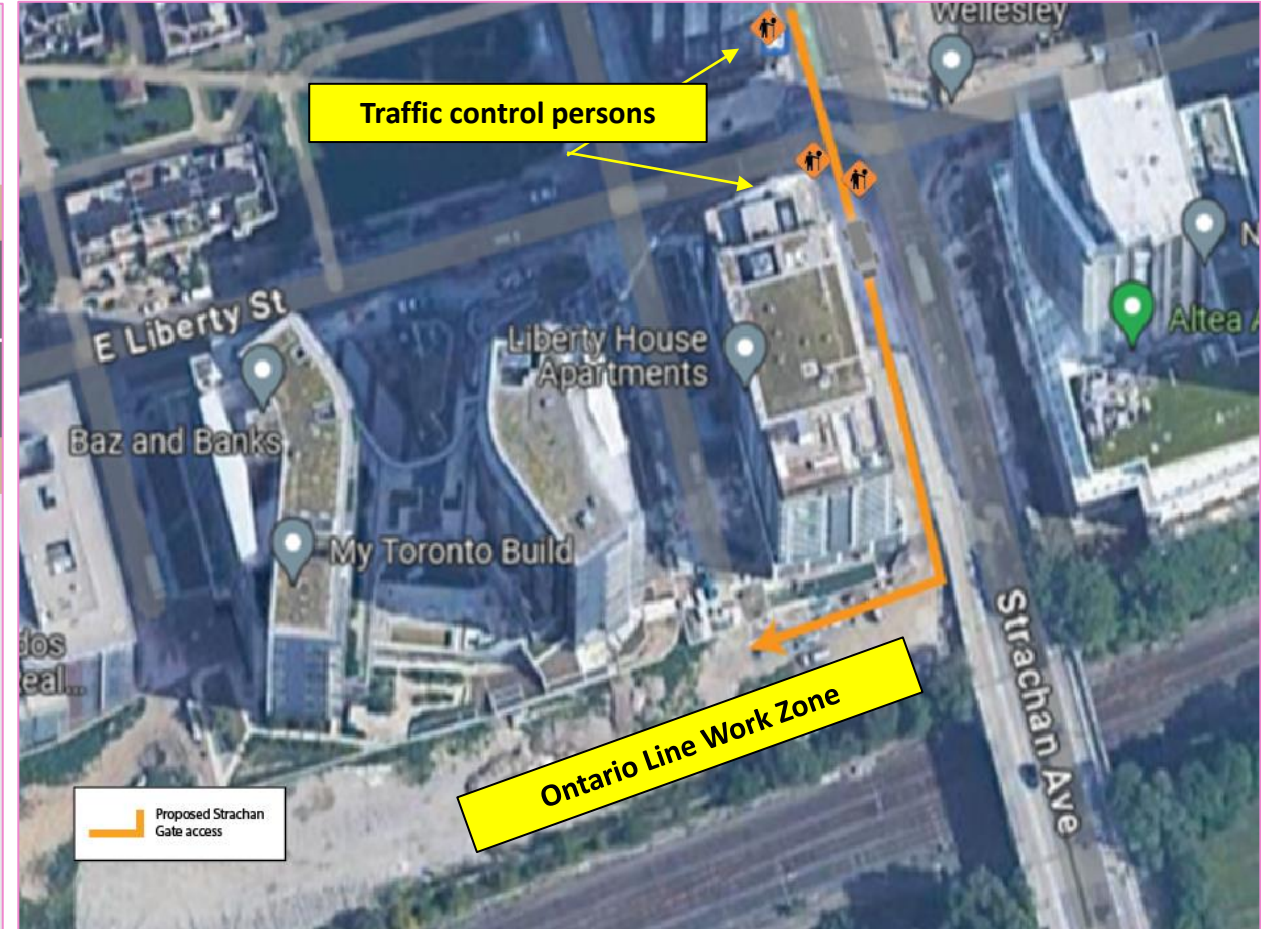 Wellesley
Traffic control persons
E Liberty St
Liberty House
Apartments
Altea
Baz and Banks
My Toronto Build
Strachan Ave
Ontario Line Work Zone
Proposed Strachan
Gate access